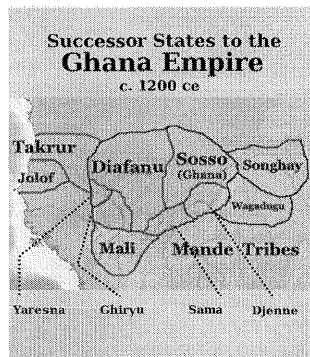 Successor States to the
Ghana Empire
c. 1200 ce
Takrur
Jolof
Diafanu
Sosso
(Ghana)
Songhay
Wagadugu
Mali
Mande Tribes
Yaresna
Ghiryu
Sama
Djenne